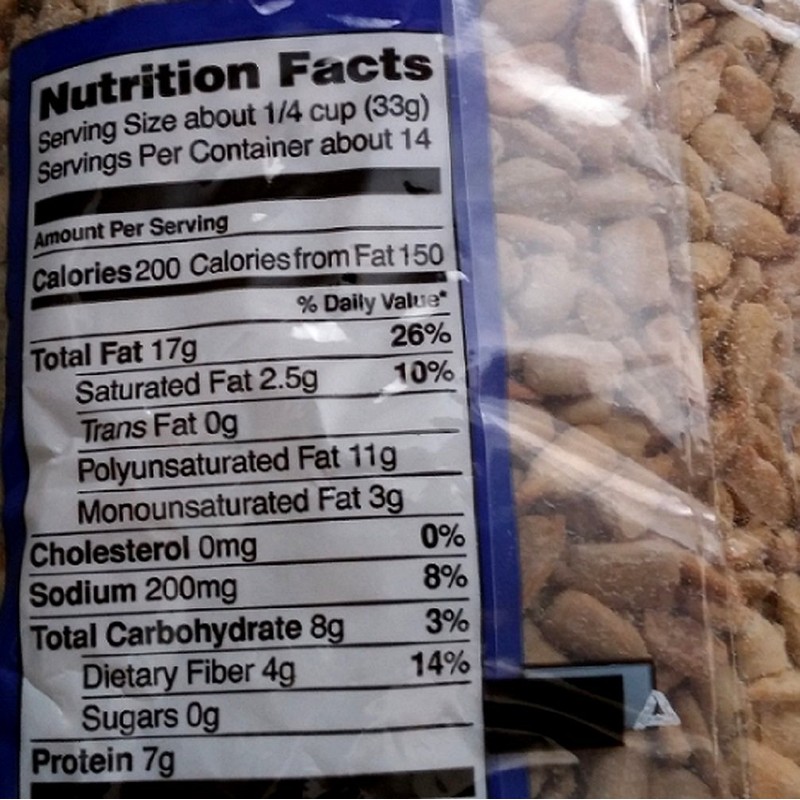 Nutrition Facts
Serving Size about 1/4 cup (33g)
Servings Per Container about 14
Amount Per Serving
Calories 200 Calories from Fat 150
% Daily Value*
Total Fat 17g 26%
Saturated Fat 2.5g 10%
Trans Fat 0g
Polyunsaturated Fat 11g
Monounsaturated Fat 3g
Cholesterol 0mg 0%
Sodium 200mg 8%
Total Carbohydrate 8g 3%
Dietary Fiber 4g 14%
Sugars 0g
Protein 7g